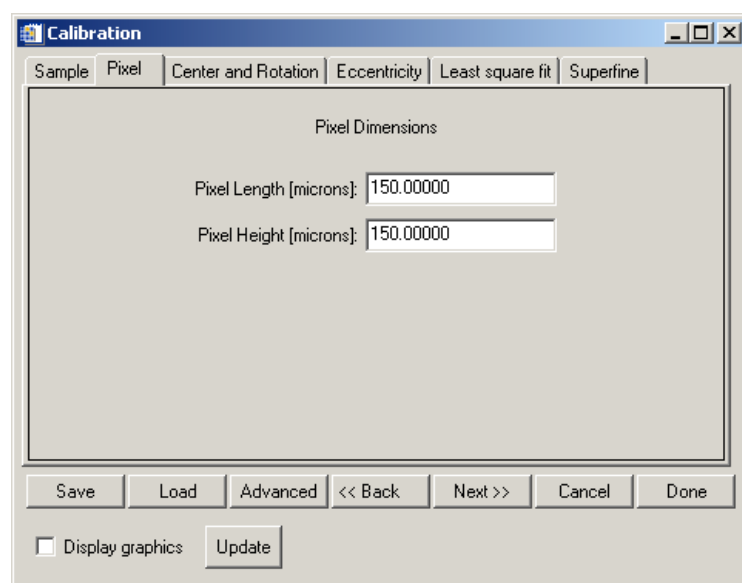 Calibration
Sample Pixel Center and Rotation Eccentricity Least square fit Superfine
Pixel Dimensions
Pixel Length [microns]: 150.00000
Pixel Height [microns]: 150.00000
Save Load Advanced << Back Next >> Cancel Done
Display graphics Update